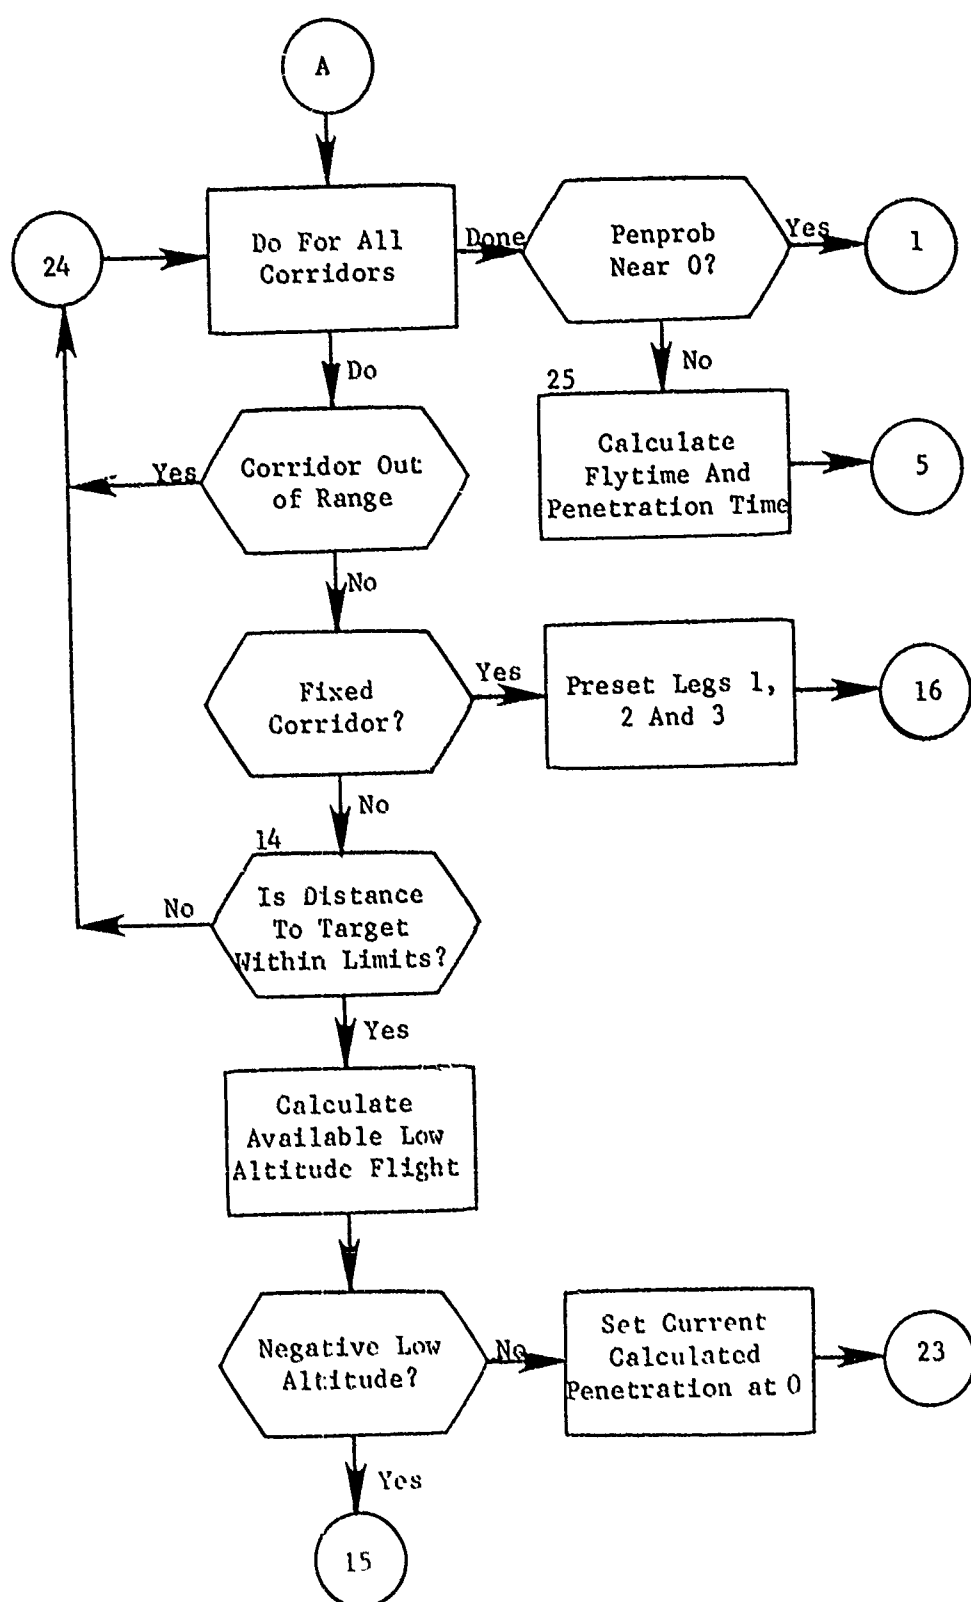 A
24
Do For All
Corridors
Done
Penprob
Near 0?
Yes
1
Do
No
25
Calculate
Flytime And
Penetration Time
5
Yes
Corridor Out
of Range
No
Fixed
Corridor?
Yes
Preset Legs 1,
2 And 3
16
No
14
Is Distance
To Target
Within Limits?
No
Yes
Calculate
Available Low
Altitude Flight
Negative Low
Altitude?
No
Set Current
Calculated
Penetration at 0
23
Yes
15